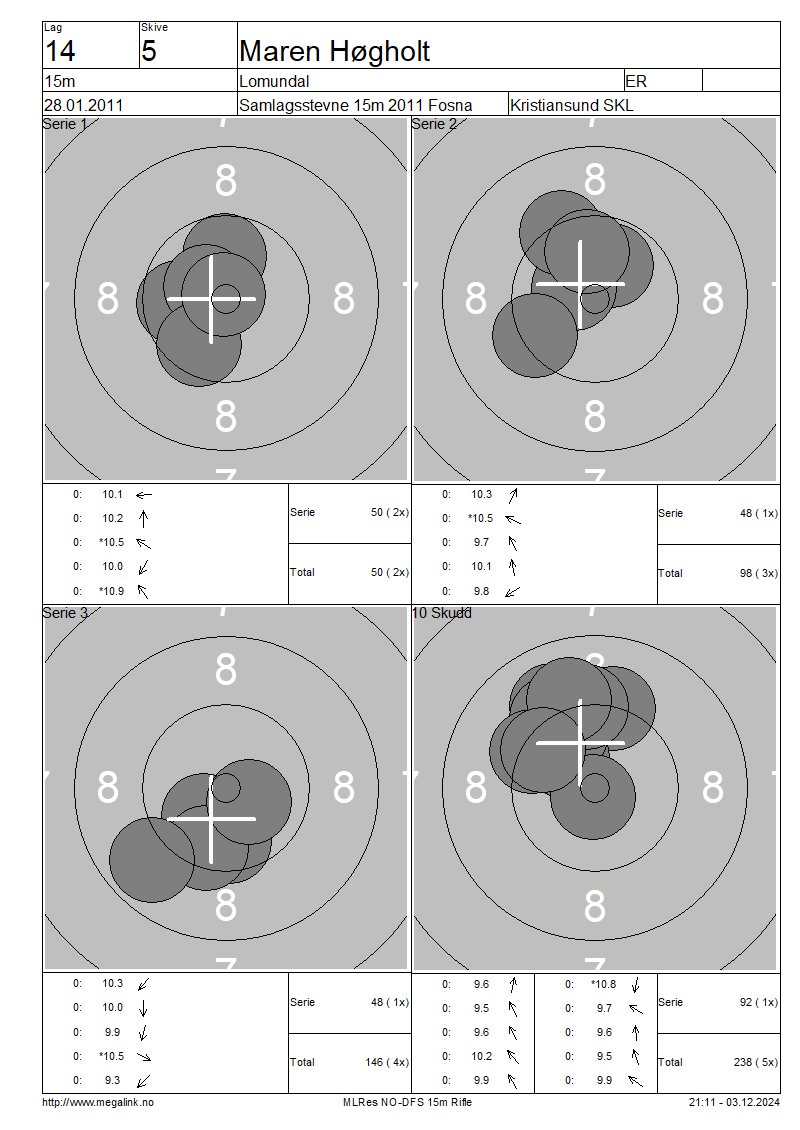 Lag
Skive
14
5
Maren Høgholt
15m
Lomundal
ER
28.01.2011
Samlagsstevne 15m 2011 Fosna
Kristiansund SKL
Serie 1
7
8
8
8
8
7
Serie 2
7
8
8
8
8
7
0: 10.1
0: 10.2
0: *10.5
0: 10.0
0: *10.9
Serie 50 ( 2x)
Total 50 ( 2x)
0: 10.3
0: *10.5
0: 9.7
0: 10.1
0: 9.8
Serie 48 ( 1x)
Total 98 ( 3x)
Serie 3
7
8
8
8
8
7
10 Skudd
7
8
8
8
8
7
0: 10.3
0: 10.0
0: 9.9
0: *10.5
0: 9.3
Serie 48 ( 1x)
Total 146 ( 4x)
0: 9.6
0: 9.5
0: 9.6
0: 10.2
0: 9.9
0: *10.8
0: 9.7
0: 9.6
0: 9.5
0: 9.9
Serie 92 ( 1x)
Total 238 ( 5x)
http://www.megalink.no
MLRes NO-DFS 15m Rifle
21:11 - 03.12.2024